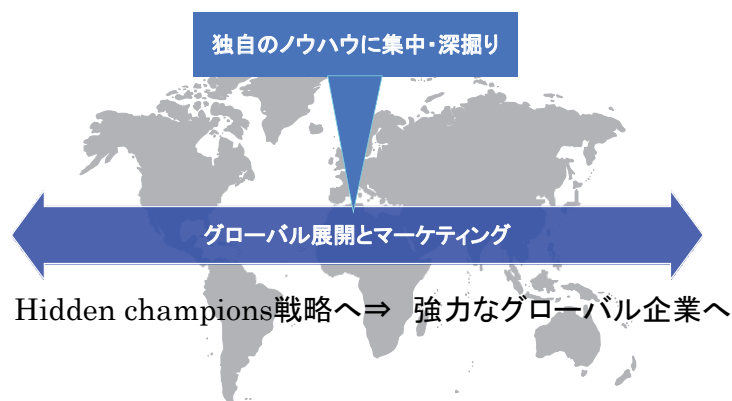 独自のノウハウに集中・深掘り
グローバル展開とマーケティング
Hidden champions戦略へ⇒ 強力なグローバル企業へ